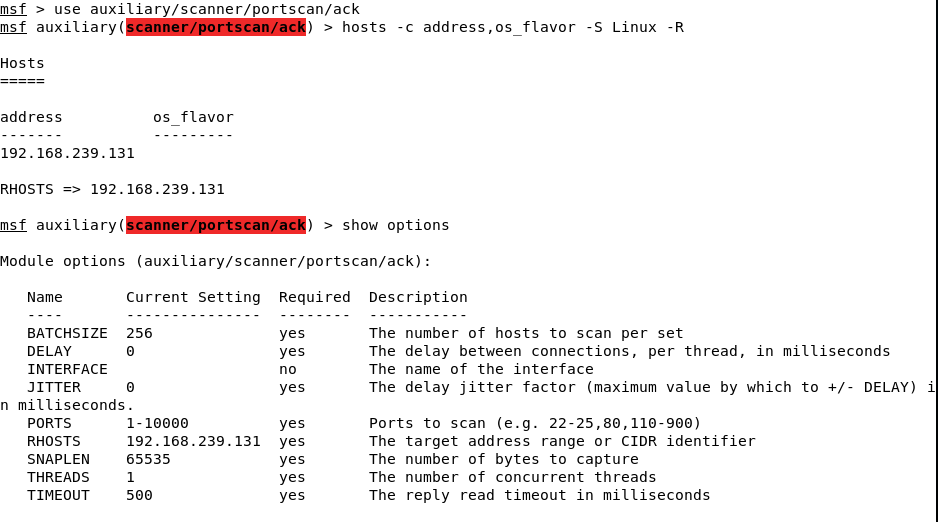 msf > use auxiliary/scanner/portscan/ack
msf auxiliary(scanner/portscan/ack) > hosts -c address,os_flavor -S Linux -R
Hosts
=====
address          os_flavor
-------          ---------
192.168.239.131
RHOSTS => 192.168.239.131
msf auxiliary(scanner/portscan/ack) > show options
Module options (auxiliary/scanner/portscan/ack):
   Name       Current Setting  Required  Description
   ----       ---------------  --------  -----------
   BATCHSIZE  256              yes       The number of hosts to scan per set
   DELAY      0                yes       The delay between connections, per thread, in milliseconds
   INTERFACE                   no        The name of the interface
   JITTER     0                yes       The delay jitter factor (maximum value by which to +/- DELAY) i
n milliseconds.
   PORTS      1-10000          yes       Ports to scan (e.g. 22-25,80,110-900)
   RHOSTS     192.168.239.131  yes       The target address range or CIDR identifier
   SNAPLEN    65535            yes       The number of bytes to capture
   THREADS    1                yes       The number of concurrent threads
   TIMEOUT    500              yes       The reply read timeout in milliseconds